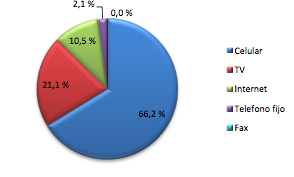 2,1 %
0,0 %
10,5 %
21,1 %
66,2 %
Celular
TV
Internet
Telefono fijo
Fax